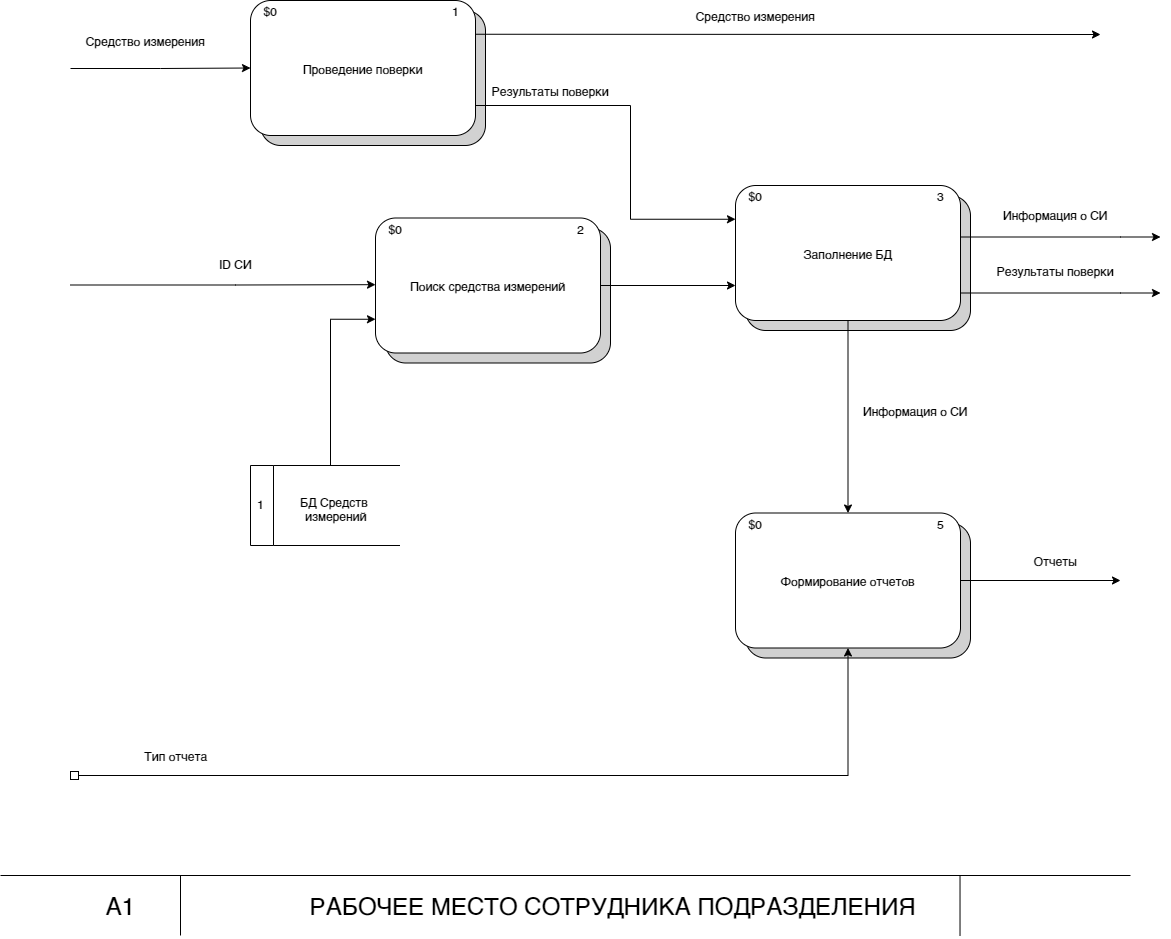 $0 1
Средство измерения
Средство измерения
Проведение поверки
Результаты поверки
$0 3
Информация о СИ
$0 2
ID СИ
Заполнение БД
Результаты поверки
Поиск средства измерений
Информация о СИ
1
БД Средств
измерений
$0 5
Отчеты
Формирование отчетов
Тип отчета
А1
РАБОЧЕЕ МЕСТО СОТРУДНИКА ПОДРАЗДЕЛЕНИЯ